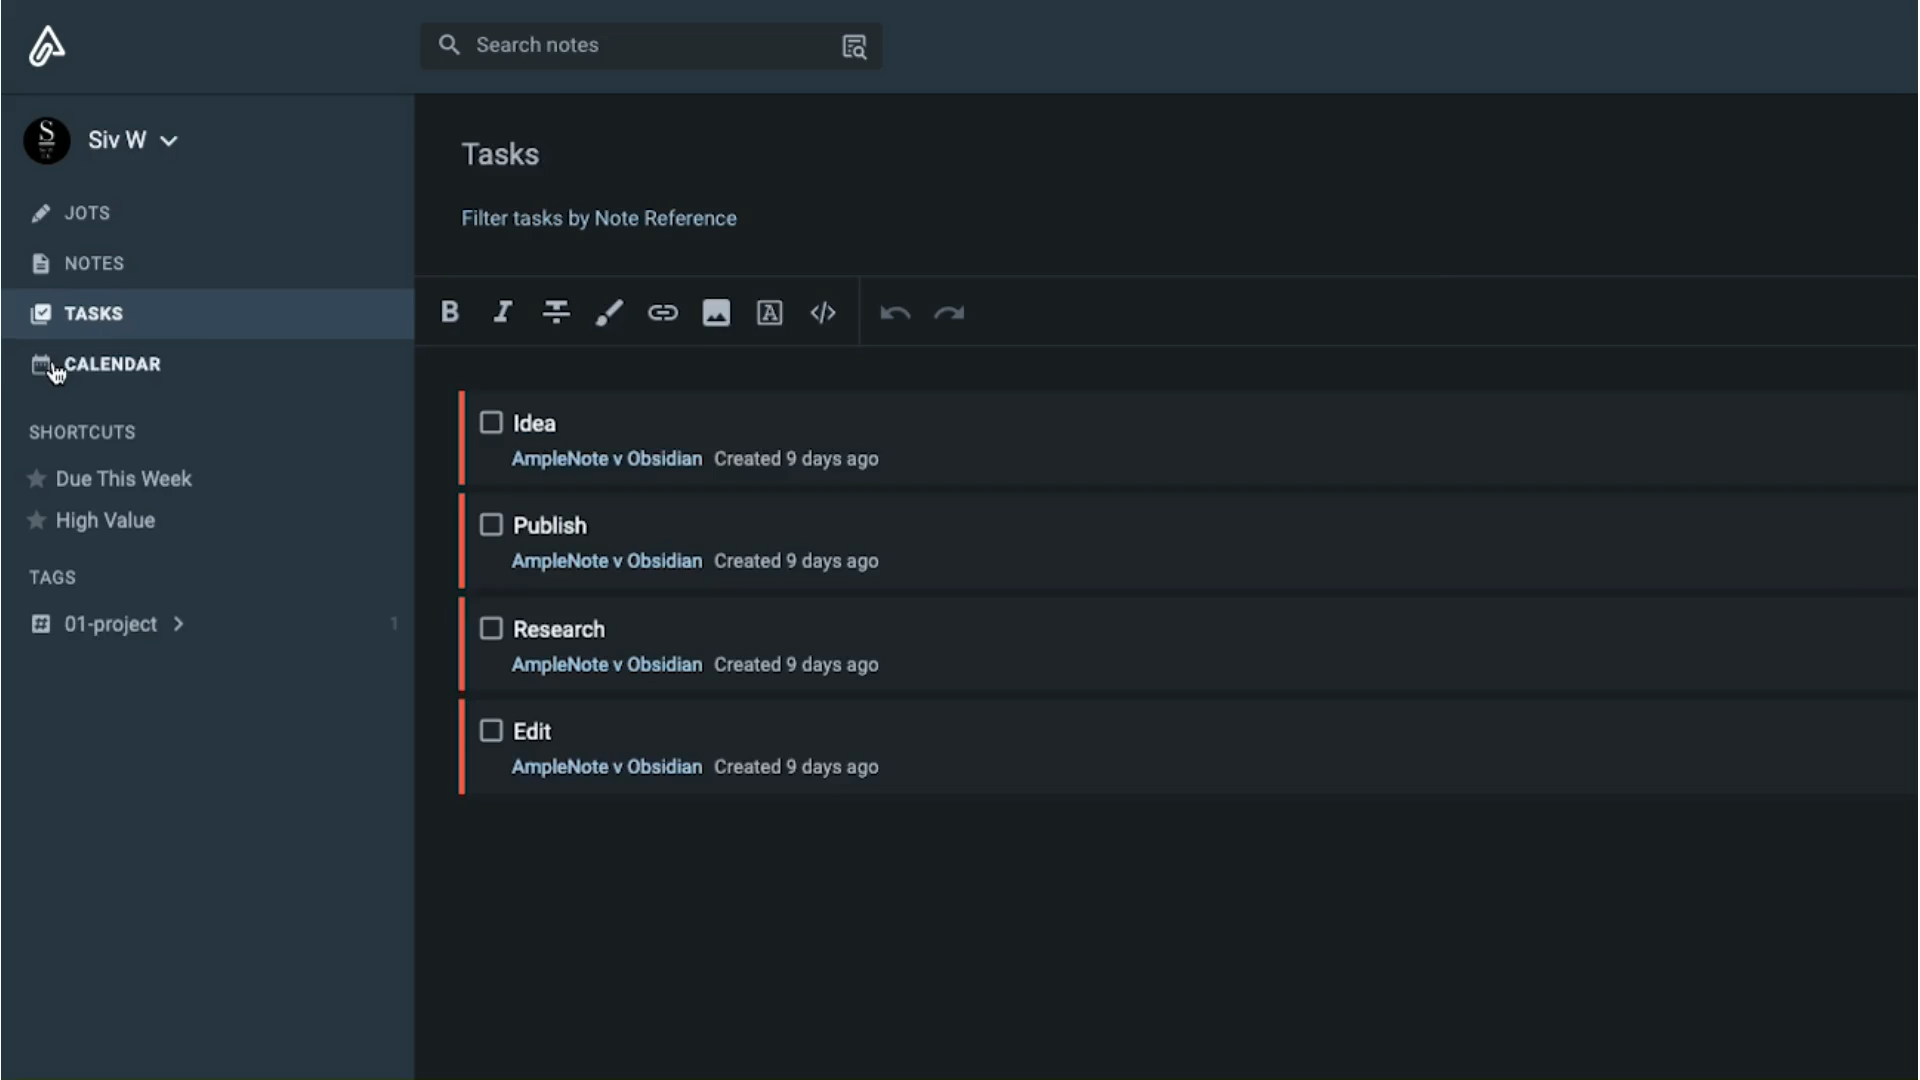 Search notes
Siv W
JOTS
NOTES
TASKS
CALENDAR
SHORTCUTS
Due This Week
High Value
TAGS
01-project 1
Tasks
Filter tasks by Note Reference
B I A </>
Idea
AmpleNote v Obsidian Created 9 days ago
Publish
AmpleNote v Obsidian Created 9 days ago
Research
AmpleNote v Obsidian Created 9 days ago
Edit
AmpleNote v Obsidian Created 9 days ago